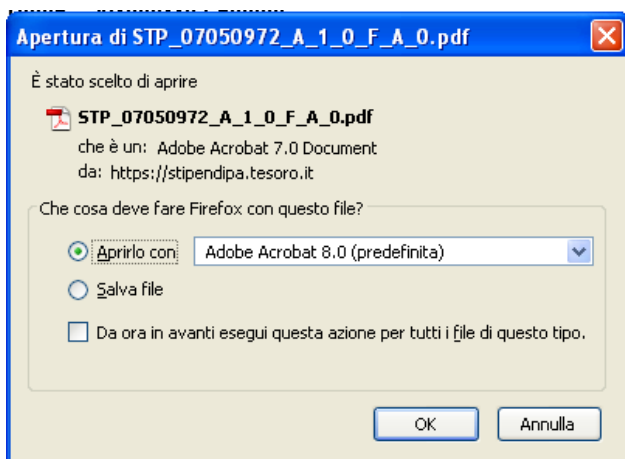 Apertura di STP_07050972_A_1_0_F_A_0.pdf
È stato scelto di aprire
STP_07050972_A_1_0_F_A_0.pdf
che è un: Adobe Acrobat 7.0 Document
da: https://stipendipa.tesoro.it
Che cosa deve fare Firefox con questo file?
Aprirlo con Adobe Acrobat 8.0 (predefinita)
Salva file
Da ora in avanti esegui questa azione per tutti i file di questo tipo.
OK Annulla